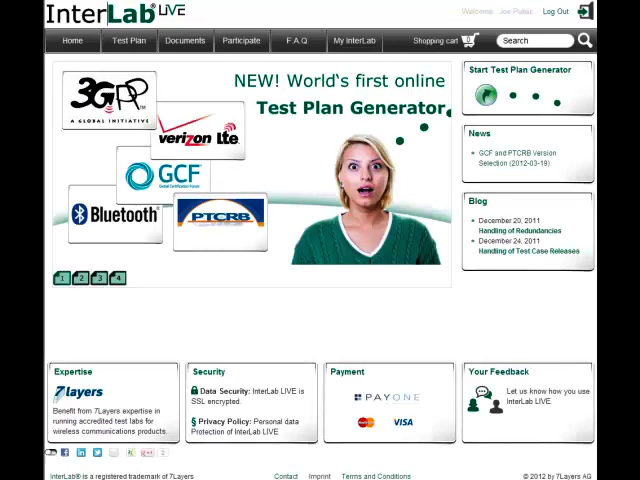 InterLab® LiVE
Welcome, Joe Public
Log Out
Home
Test Plan
Documents
Participate
F.A.Q.
My InterLab
Shopping cart
0
Search
3GPP™
A GLOBAL INITIATIVE
verizon Lte
GCF
Global Certification Forum
Bluetooth®
PTCRB
NEW! World's first online
Test Plan Generator
1 2 3 4
Start Test Plan Generator
News
GCF and PTCRB Version
Selection (2012-03-19)
Blog
December 20, 2011
Handling of Redundancies
December 24, 2011
Handling of Test Case Releases
Expertise
7layers
Benefit from 7Layers expertise in
running accredited test labs for
wireless communications products.
Security
Data Security: InterLab LIVE is
SSL encrypted.
§ Privacy Policy: Personal data
Protection of InterLab LIVE
Payment
PAYONE
MasterCard
VISA
Your Feedback
Let us know how you use
InterLab LIVE.
InterLab® is a registered trademark of 7Layers
Contact
Imprint
Terms and Conditions
© 2012 by 7Layers AG